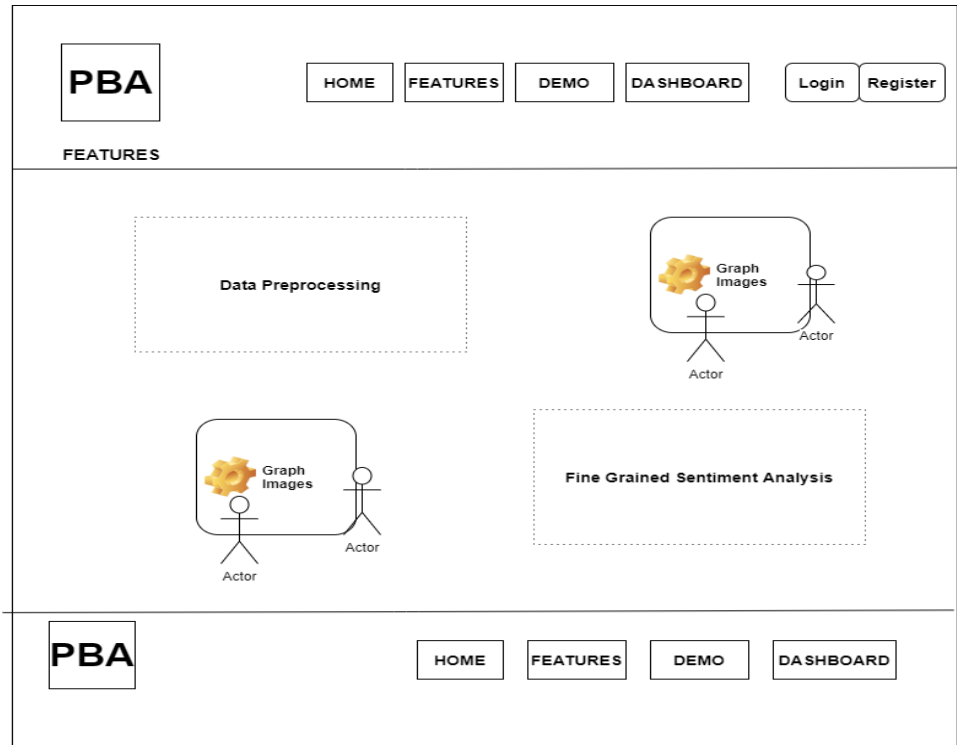 PBA
HOME
FEATURES
DEMO
DASHBOARD
Login
Register
FEATURES
Data Preprocessing
Graph
Images
Actor
Actor
Graph
Images
Actor
Actor
Fine Grained Sentiment Analysis
PBA
HOME
FEATURES
DEMO
DASHBOARD